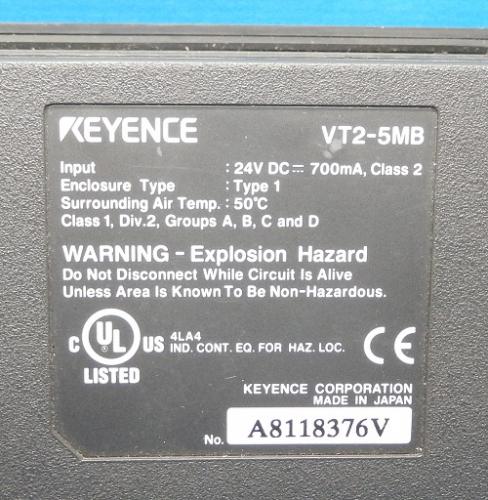 KEYENCE VT2-5MB
Input : 24V DC⎓ 700mA, Class 2
Enclosure Type : Type 1
Surrounding Air Temp. : 50℃
Class 1, Div.2, Groups A, B, C and D
WARNING - Explosion Hazard
Do Not Disconnect While Circuit Is Alive
Unless Area Is Known To Be Non-Hazardous.
C UL US 4LA4
IND. CONT. EQ. FOR HAZ. LOC. CE
LISTED
KEYENCE CORPORATION
MADE IN JAPAN
No. A8118376V